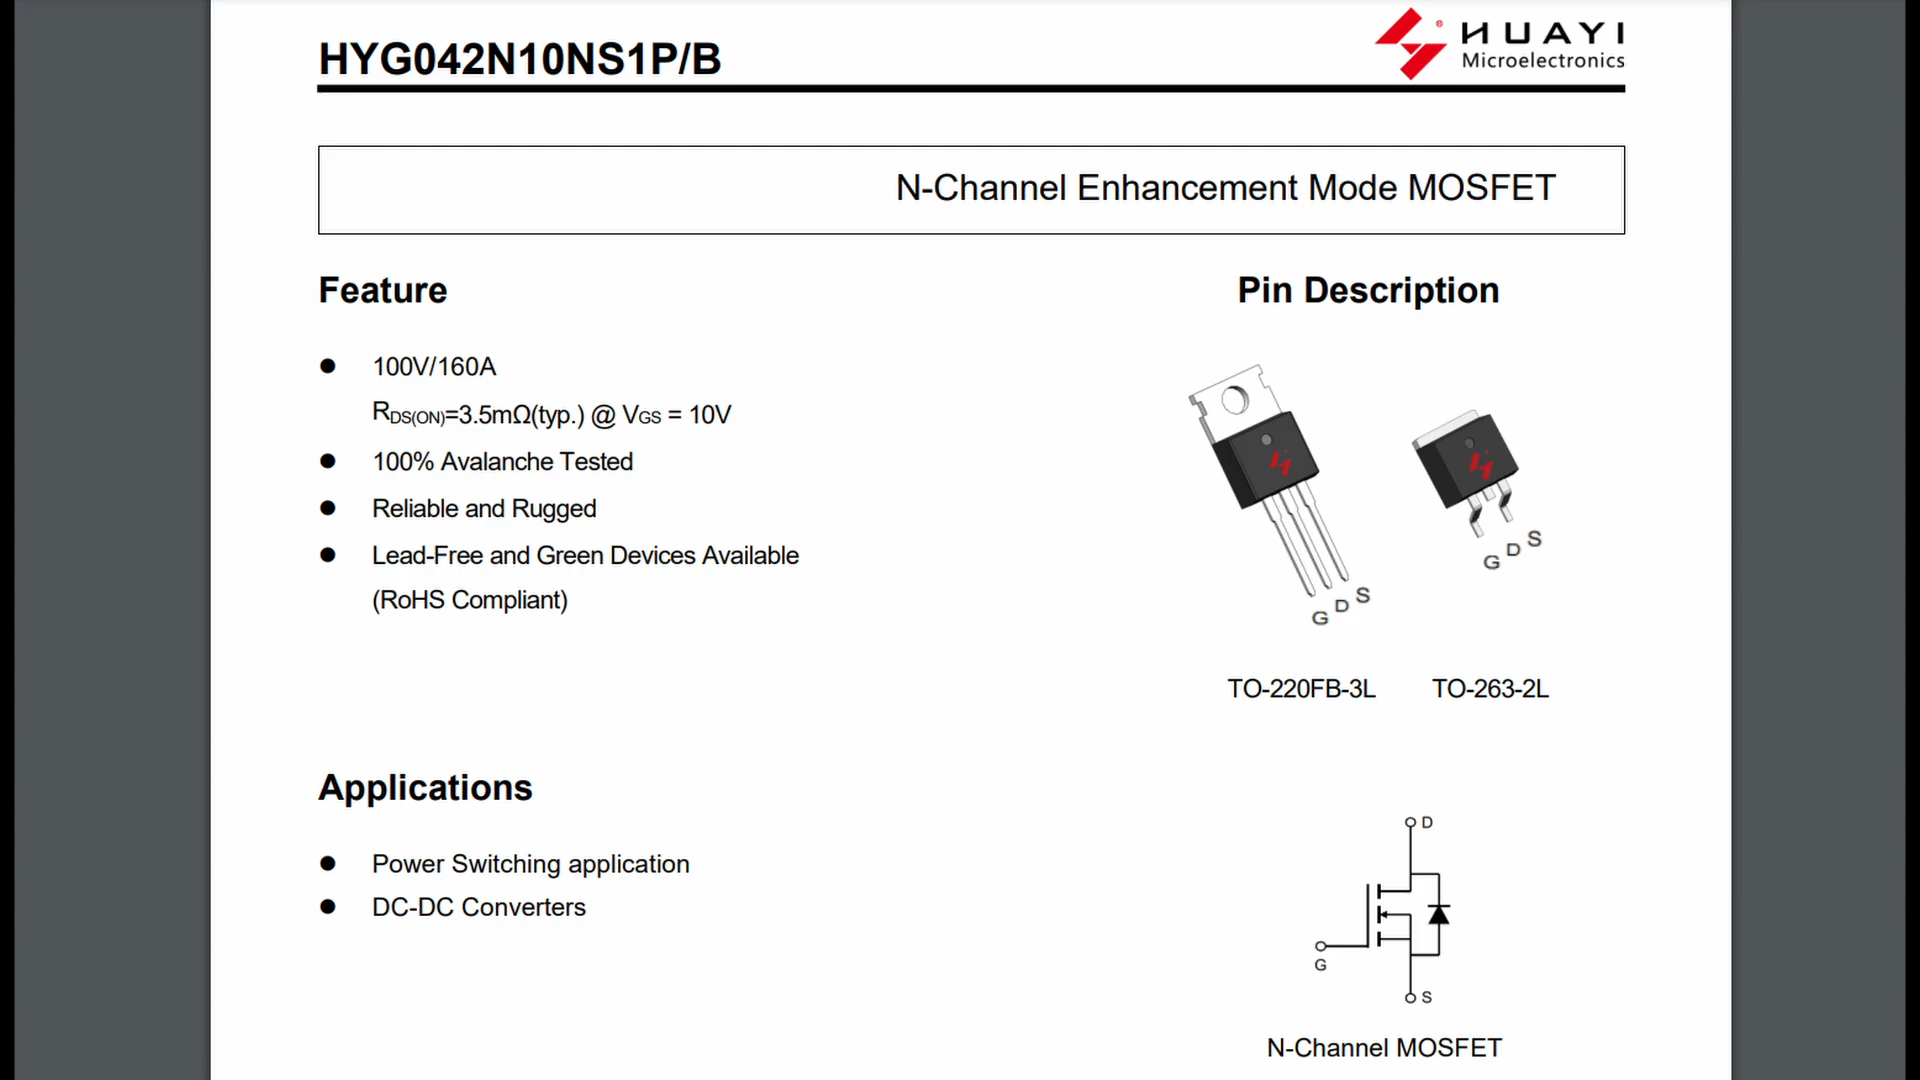 HYG042N10NS1P/B
®
HUAYI
Microelectronics
N-Channel Enhancement Mode MOSFET
Feature
● 100V/160A
RDS(ON)=3.5mΩ(typ.) @ VGS = 10V
● 100% Avalanche Tested
● Reliable and Rugged
● Lead-Free and Green Devices Available
(RoHS Compliant)
Pin Description
G D S
G D S
TO-220FB-3L
TO-263-2L
Applications
● Power Switching application
● DC-DC Converters
D
G
S
N-Channel MOSFET